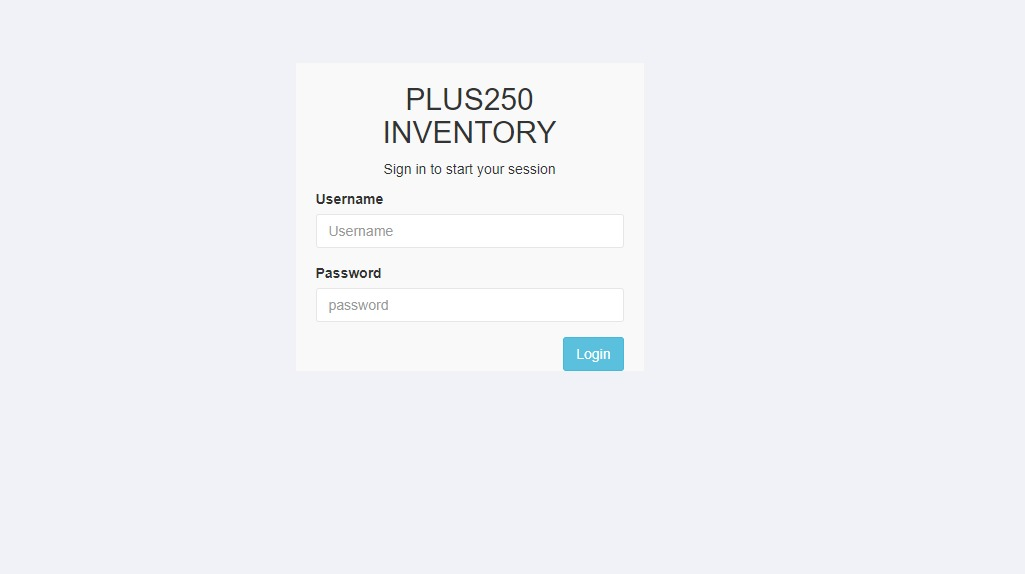 PLUS250
INVENTORY
Sign in to start your session
Username
Username
Password
password
Login